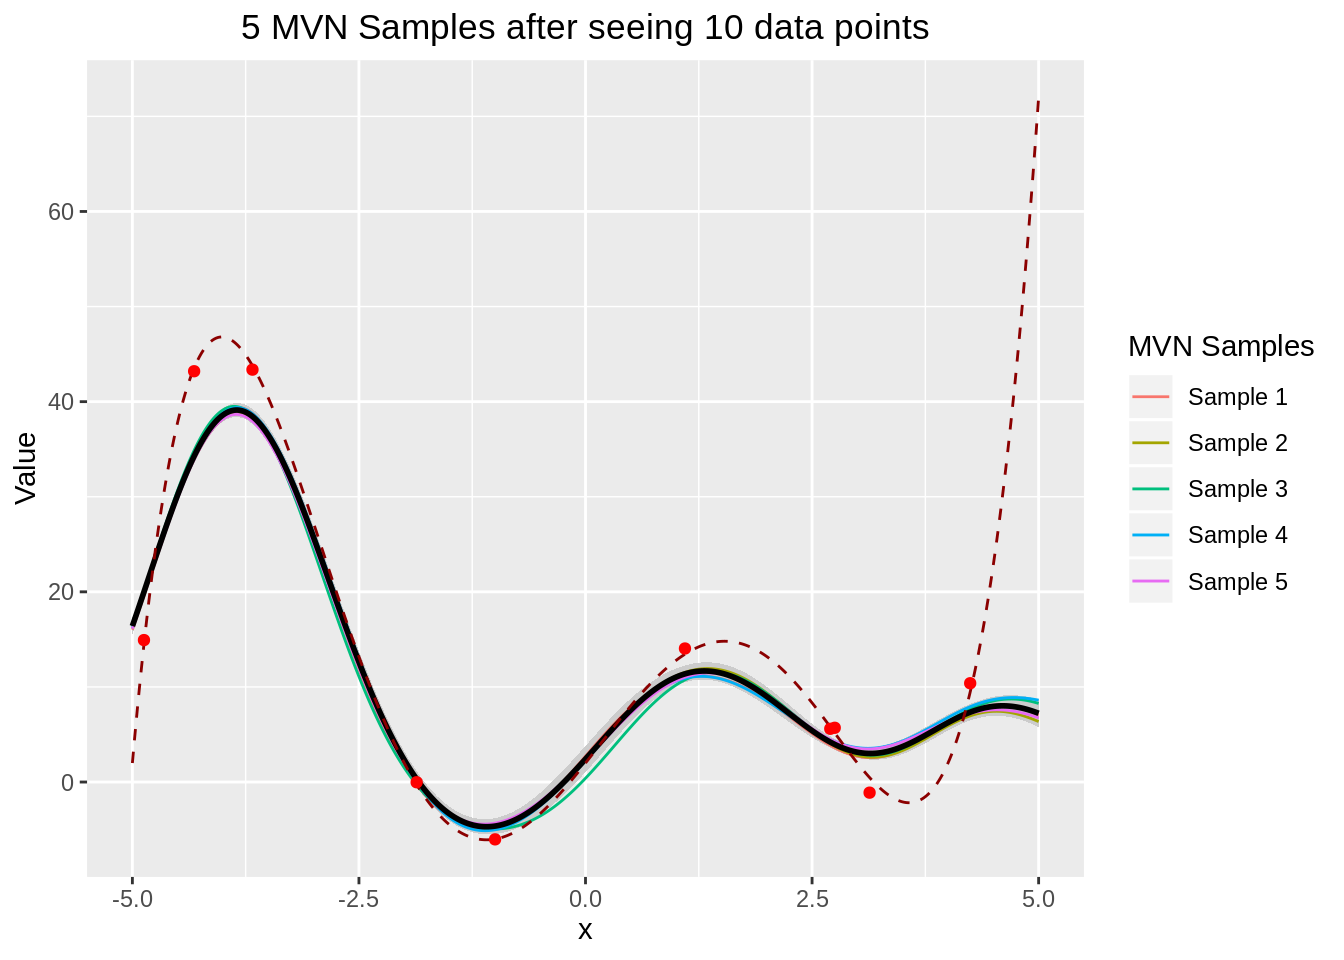 5 MVN Samples after seeing 10 data points
Value
60
40
20
0
-5.0
-2.5
0.0
2.5
5.0
x
MVN Samples
Sample 1
Sample 2
Sample 3
Sample 4
Sample 5